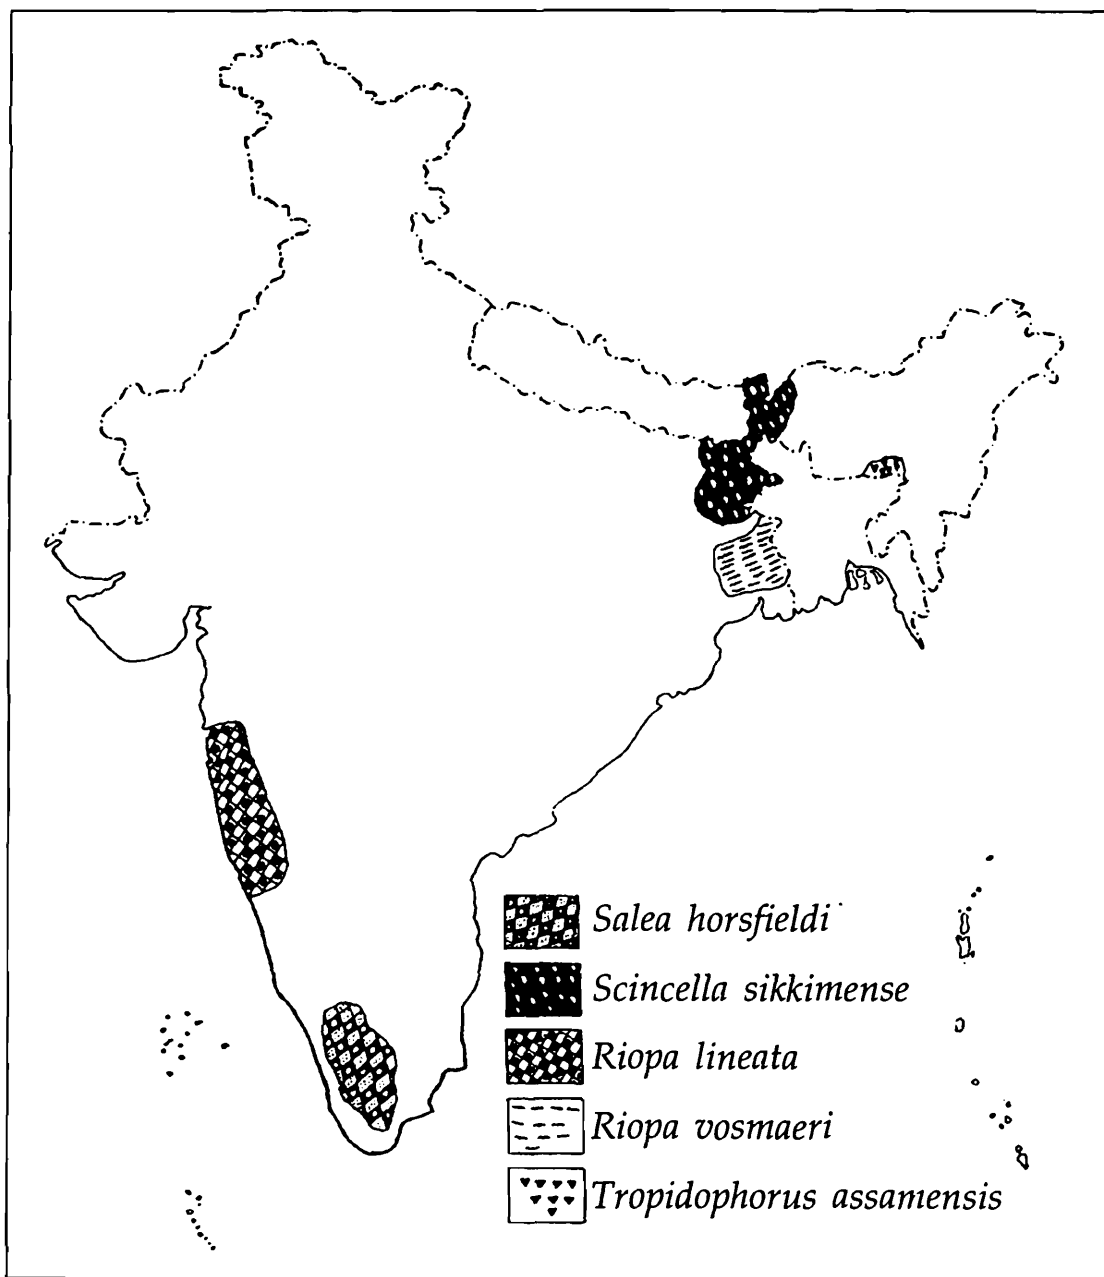 Salea horsfieldi
Scincella sikkimense
Riopa lineata
Riopa vosmaeri
Tropidophorus assamensis